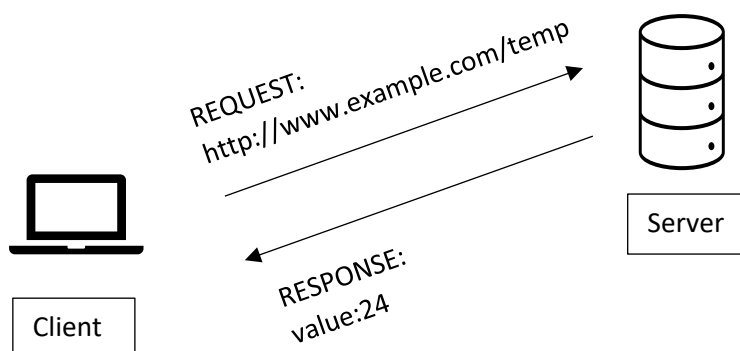 REQUEST:
http://www.example.com/temp
Server
RESPONSE:
value:24
Client